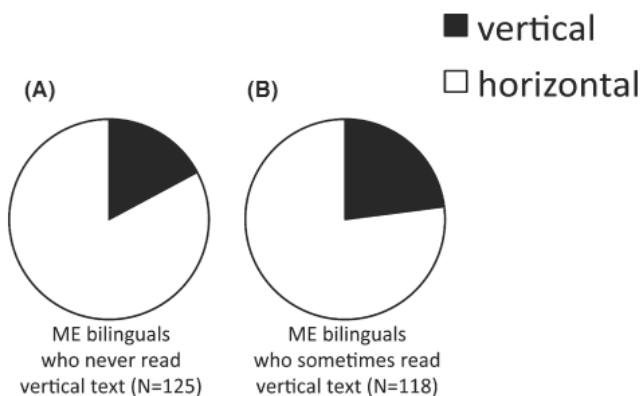 vertical
horizontal
(A)
(B)
ME bilinguals
who never read
vertical text (N=125)
ME bilinguals
who sometimes read
vertical text (N=118)